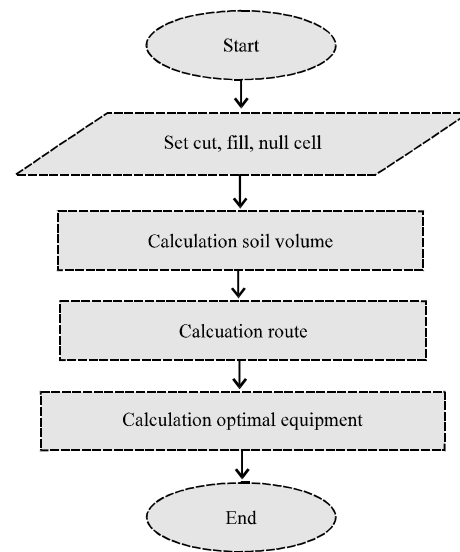 Start
Set cut, fill, null cell
Calculation soil volume
Calcuation route
Calculation optimal equipment
End